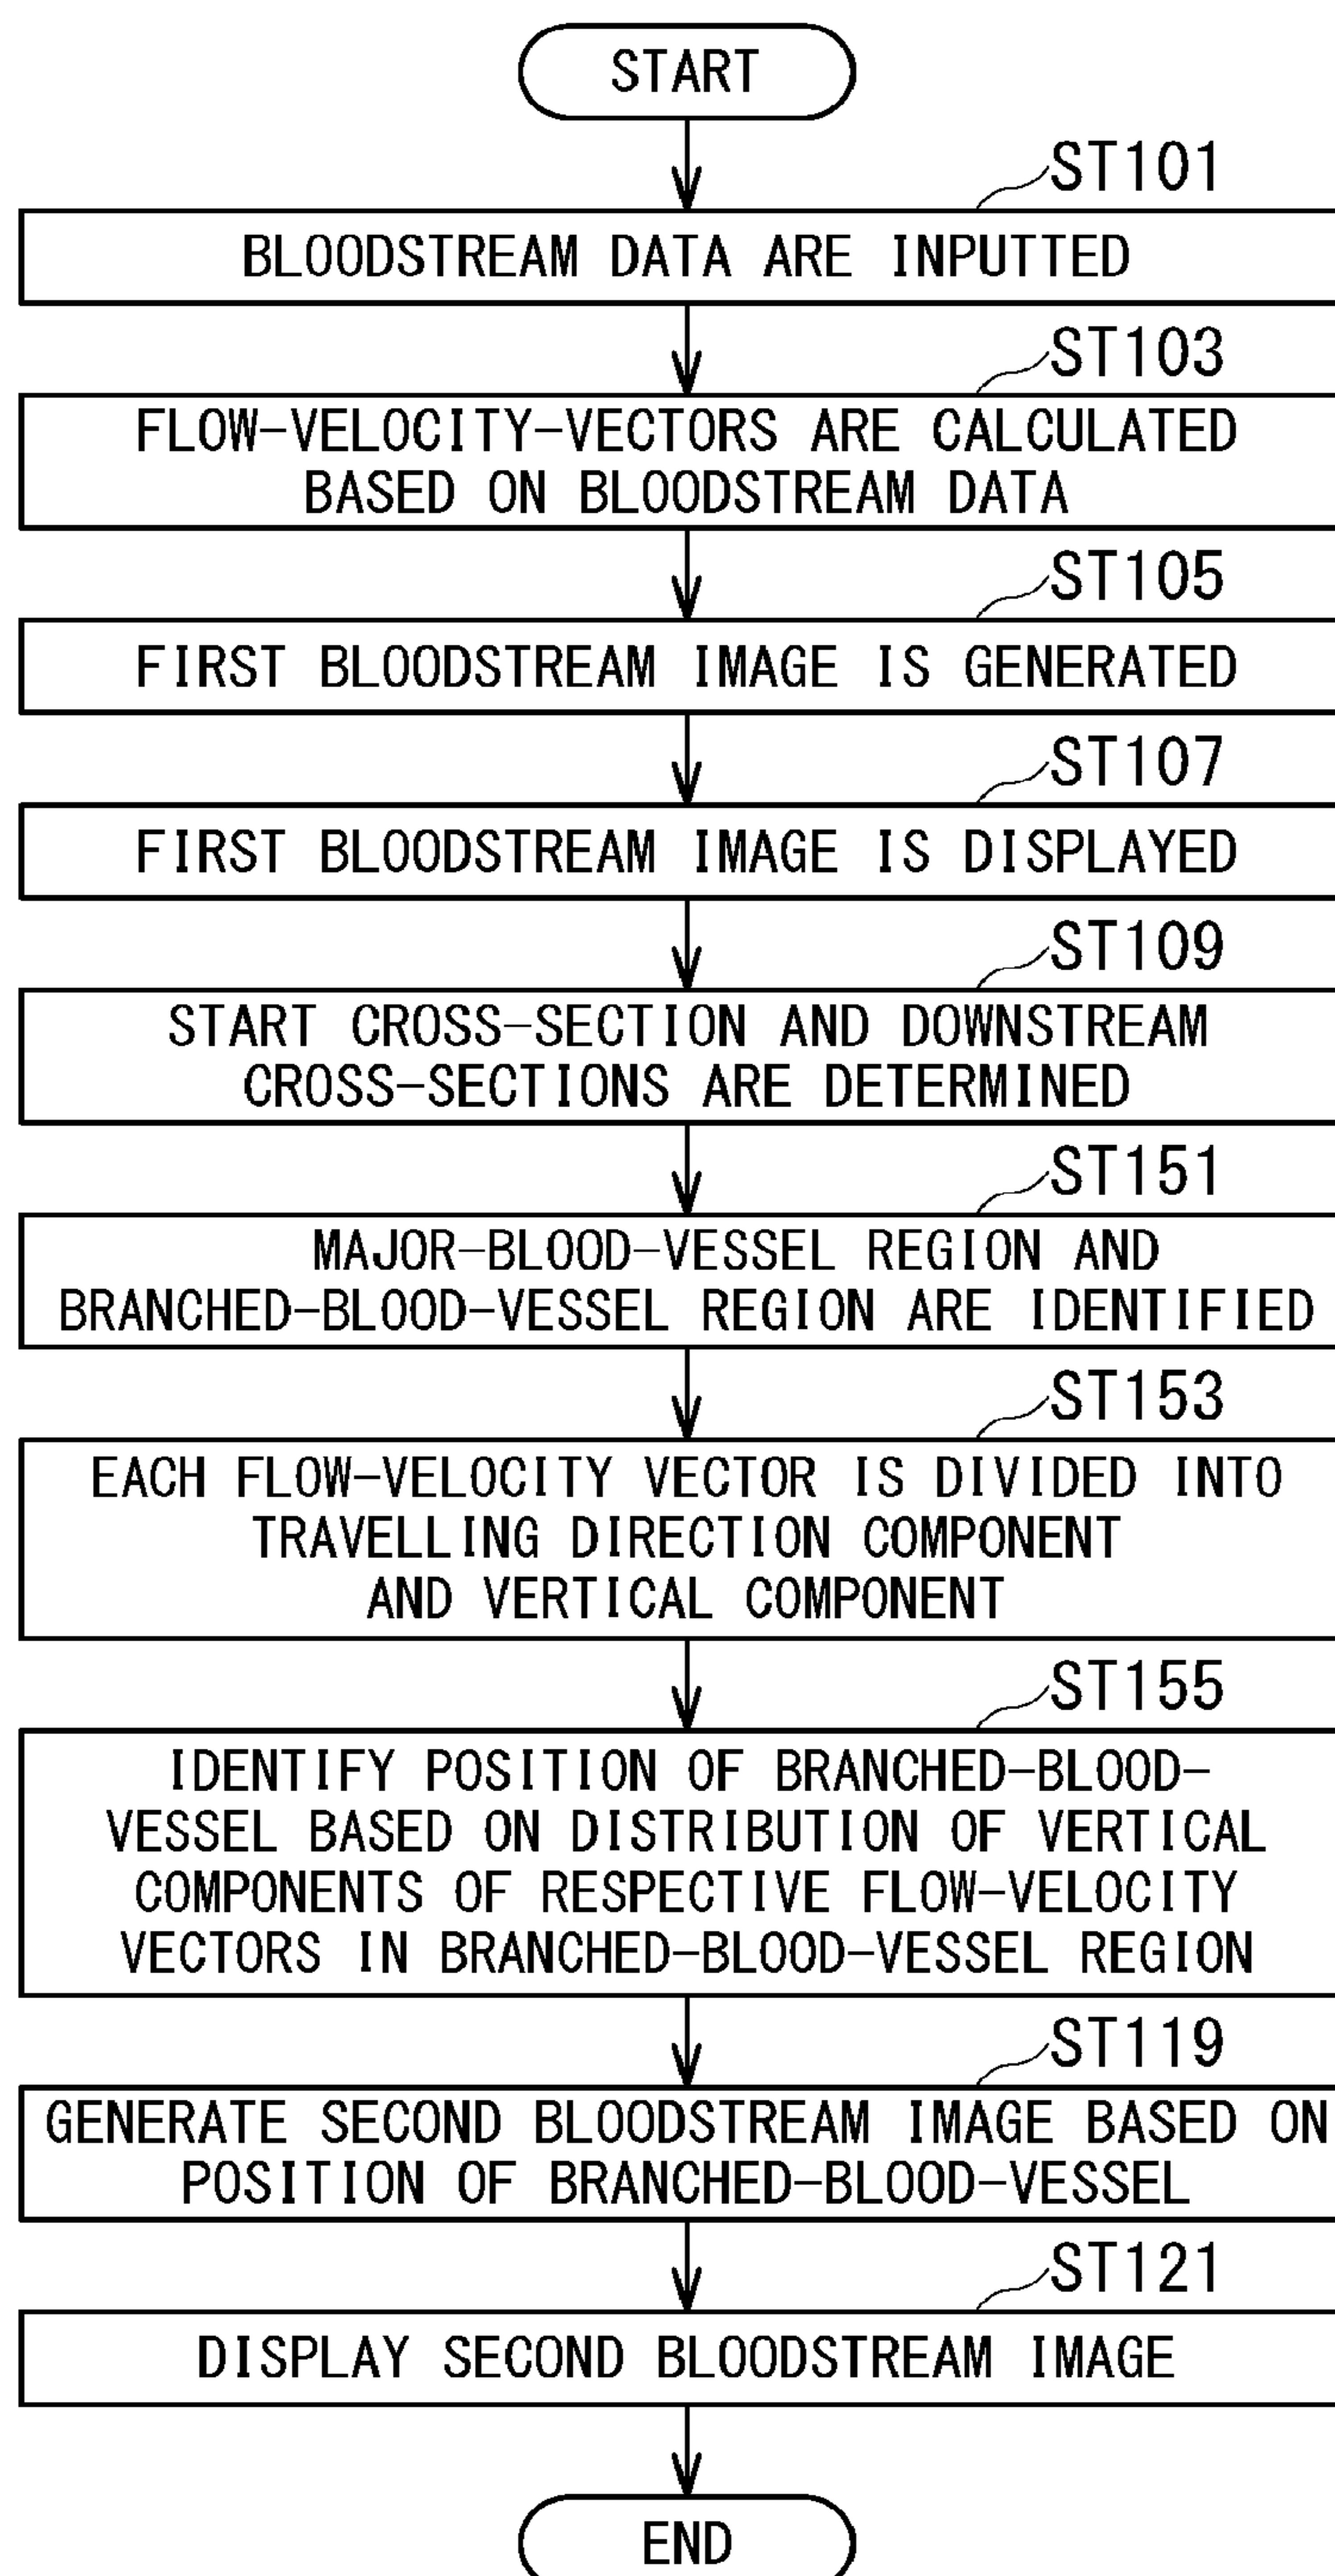 START
ST101
BLOODSTREAM DATA ARE INPUTTED
ST103
FLOW-VELOCITY-VECTORS ARE CALCULATED
BASED ON BLOODSTREAM DATA
ST105
FIRST BLOODSTREAM IMAGE IS GENERATED
ST107
FIRST BLOODSTREAM IMAGE IS DISPLAYED
ST109
START CROSS-SECTION AND DOWNSTREAM
CROSS-SECTIONS ARE DETERMINED
ST151
MAJOR-BLOOD-VESSEL REGION AND
BRANCHED-BLOOD-VESSEL REGION ARE IDENTIFIED
ST153
EACH FLOW-VELOCITY VECTOR IS DIVIDED INTO
TRAVELLING DIRECTION COMPONENT
AND VERTICAL COMPONENT
ST155
IDENTIFY POSITION OF BRANCHED-BLOOD-
VESSEL BASED ON DISTRIBUTION OF VERTICAL
COMPONENTS OF RESPECTIVE FLOW-VELOCITY
VECTORS IN BRANCHED-BLOOD-VESSEL REGION
ST119
GENERATE SECOND BLOODSTREAM IMAGE BASED ON
POSITION OF BRANCHED-BLOOD-VESSEL
ST121
DISPLAY SECOND BLOODSTREAM IMAGE
END